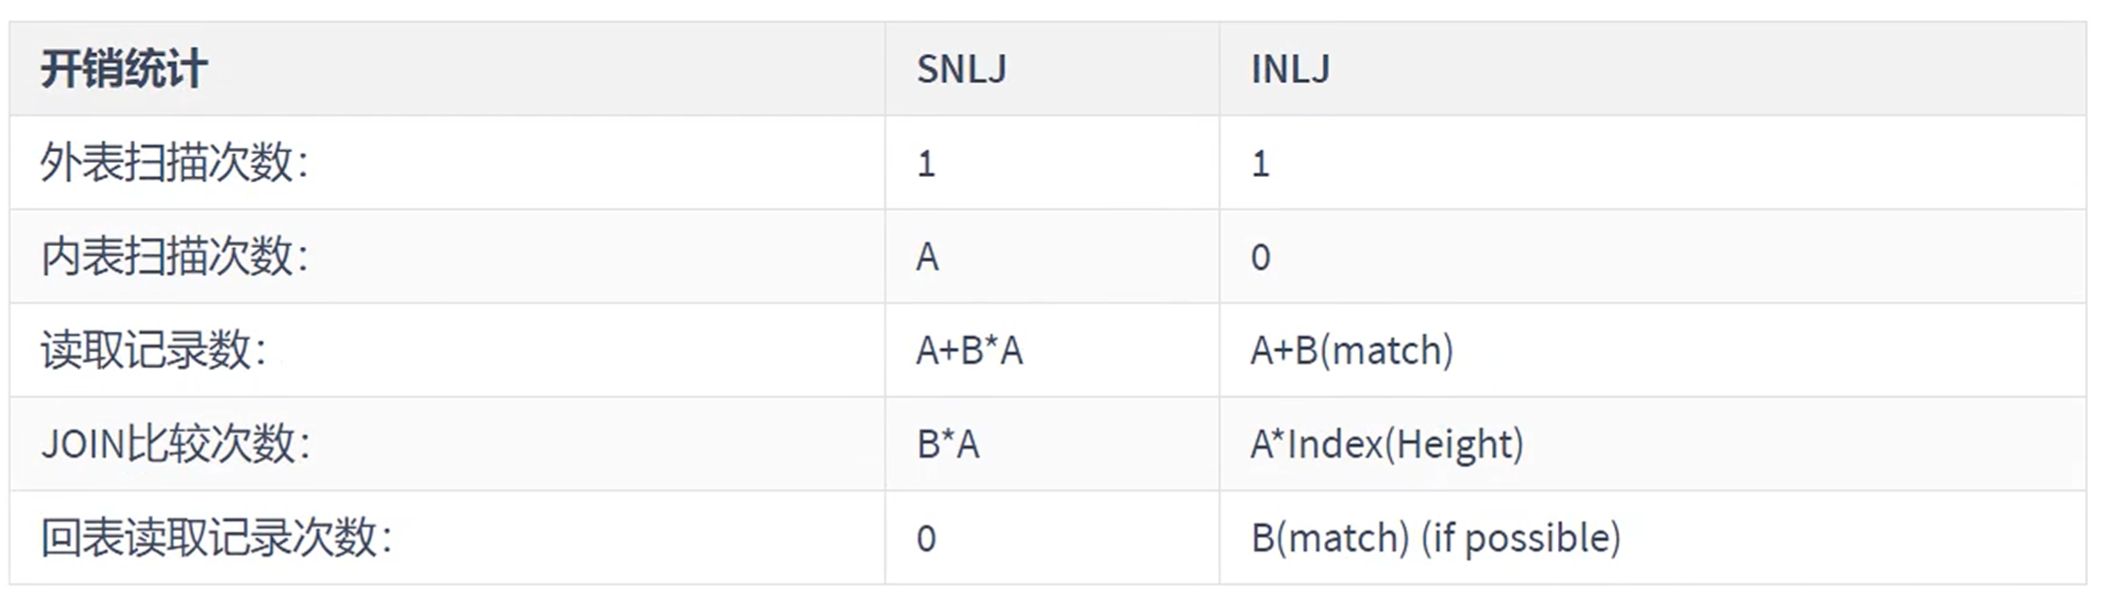 开销统计 SNLJ INLJ
外表扫描次数： 1 1
内表扫描次数： A 0
读取记录数： A+B*A A+B(match)
JOIN比较次数： B*A A*Index(Height)
回表读取记录次数： 0 B(match) (if possible)